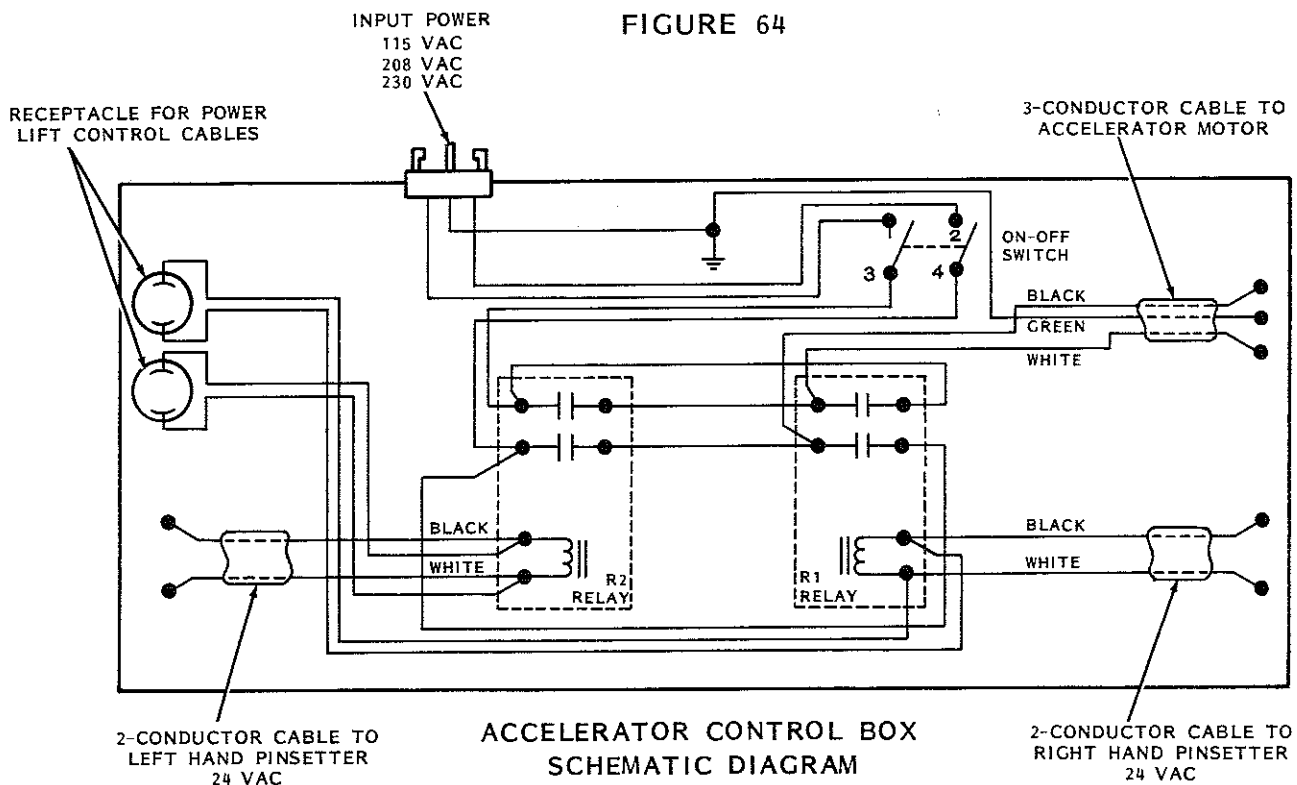 FIGURE 64
INPUT POWER
115 VAC
208 VAC
230 VAC
RECEPTACLE FOR POWER
LIFT CONTROL CABLES
3-CONDUCTOR CABLE TO
ACCELERATOR MOTOR
2
ON-OFF
SWITCH
3
4
BLACK
GREEN
WHITE
BLACK
WHITE
R2
RELAY
R1
RELAY
BLACK
WHITE
2-CONDUCTOR CABLE TO
LEFT HAND PINSETTER
24 VAC
ACCELERATOR CONTROL BOX
SCHEMATIC DIAGRAM
2-CONDUCTOR CABLE TO
RIGHT HAND PINSETTER
24 VAC